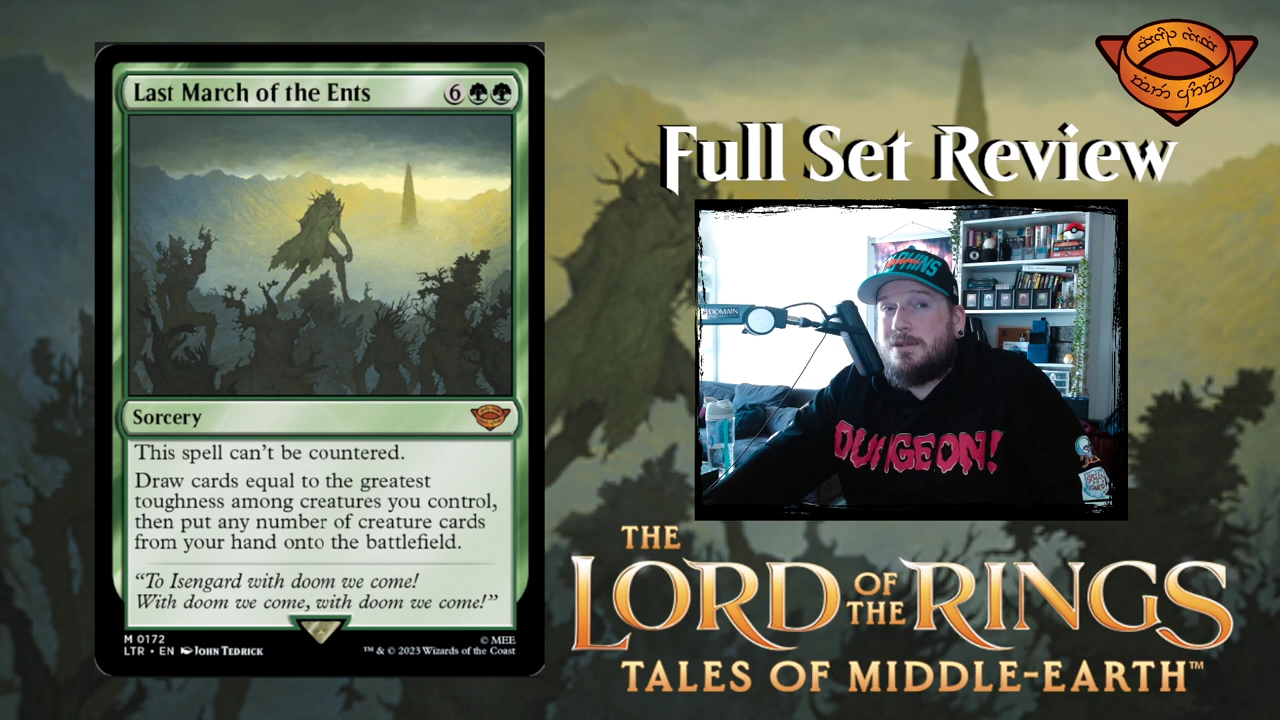 Last March of the Ents 6
Sorcery
This spell can't be countered.
Draw cards equal to the greatest
toughness among creatures you control,
then put any number of creature cards
from your hand onto the battlefield.
“To Isengard with doom we come!
With doom we come, with doom we come!”
M 0172
LTR • EN JOHN TEDRICK
© MEE
™ & © 2023 Wizards of the Coast
Full Set Review
DOMAIN
DUNGEON!
THE
LORD OF THE RINGS
TALES OF MIDDLE-EARTH™